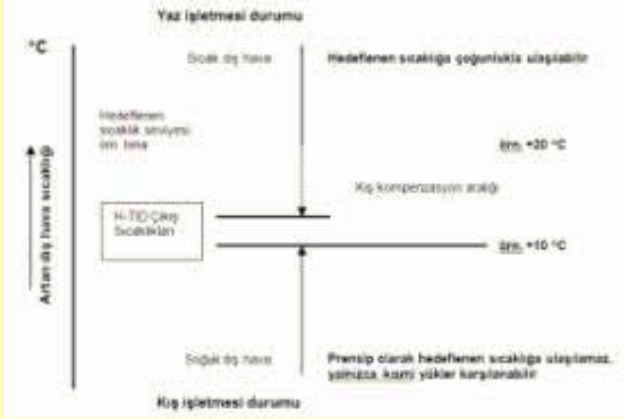 Yaz işletmesi durumu
°C
Sıcak dış hava
Hedeflenen sıcaklığa çoğunlukla ulaşılabilir
Hedeflenen
sıcaklık seviyesi
örn. bina
örn. +20 °C
Artan dış hava sıcaklığı
Kış kompenzasyon aralığı
H-TID Çıkış
Sıcaklıkları
örn. +10 °C
Soğuk dış hava
Prensip olarak hedeflenen sıcaklığa ulaşılamaz,
yalnızca kısmi yükler karşılanabilir
Kış işletmesi durumu